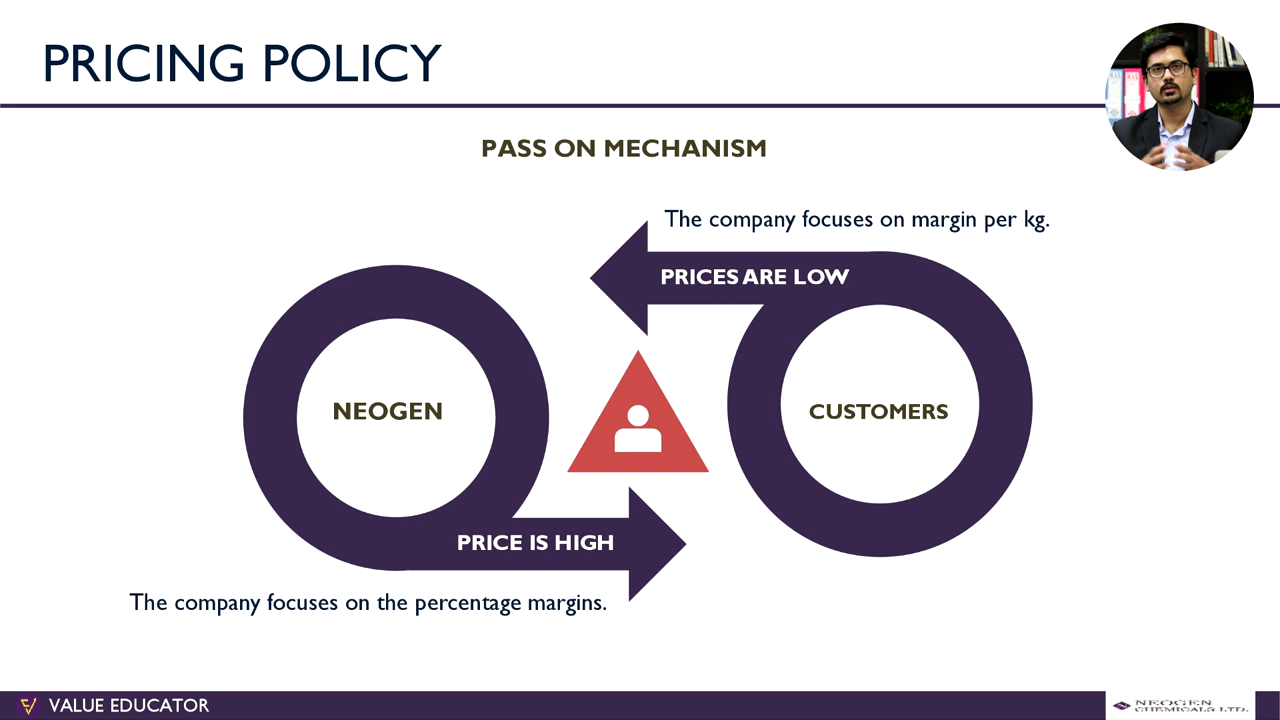 PRICING POLICY
PASS ON MECHANISM
The company focuses on margin per kg.
PRICES ARE LOW
NEOGEN
CUSTOMERS
PRICE IS HIGH
The company focuses on the percentage margins.
VALUE EDUCATOR
NEOGEN
CHEMICALS LTD.